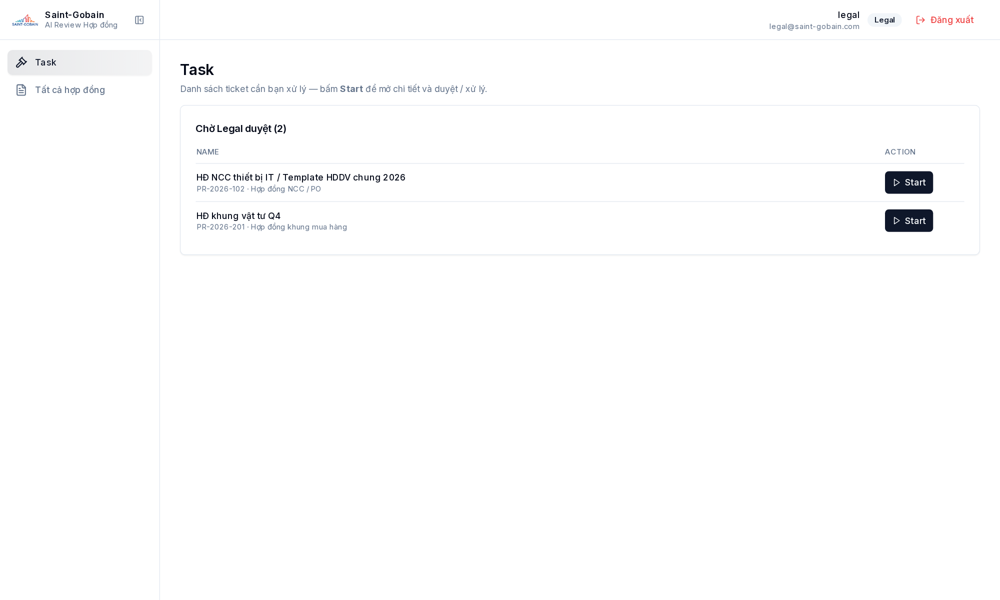 SAINT-GOBAIN
Saint-Gobain
AI Review Hợp đồng
legal
legal@saint-gobain.com
Legal
Đăng xuất
Task
Tất cả hợp đồng
Task
Danh sách ticket cần bạn xử lý — bấm Start để mở chi tiết và duyệt / xử lý.
Chờ Legal duyệt (2)
NAME
ACTION
HĐ NCC thiết bị IT / Template HDDV chung 2026
PR-2026-102 · Hợp đồng NCC / PO
Start
HĐ khung vật tư Q4
PR-2026-201 · Hợp đồng khung mua hàng
Start